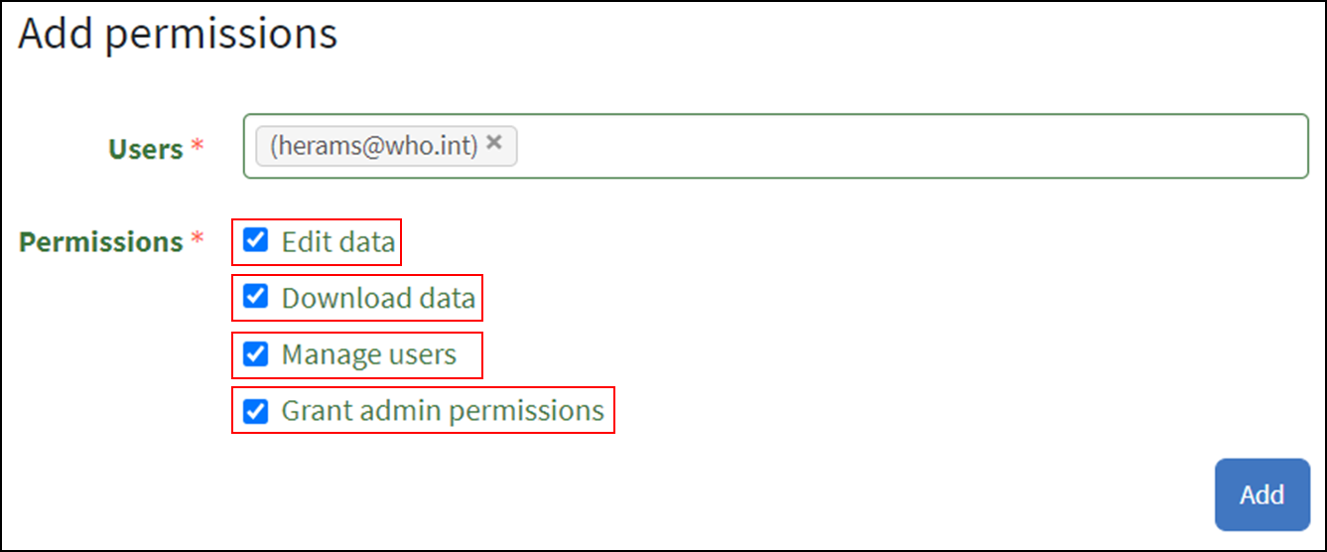 Add permissions
Users * (herams@who.int) ×
Permissions * Edit data
Download data
Manage users
Grant admin permissions
Add